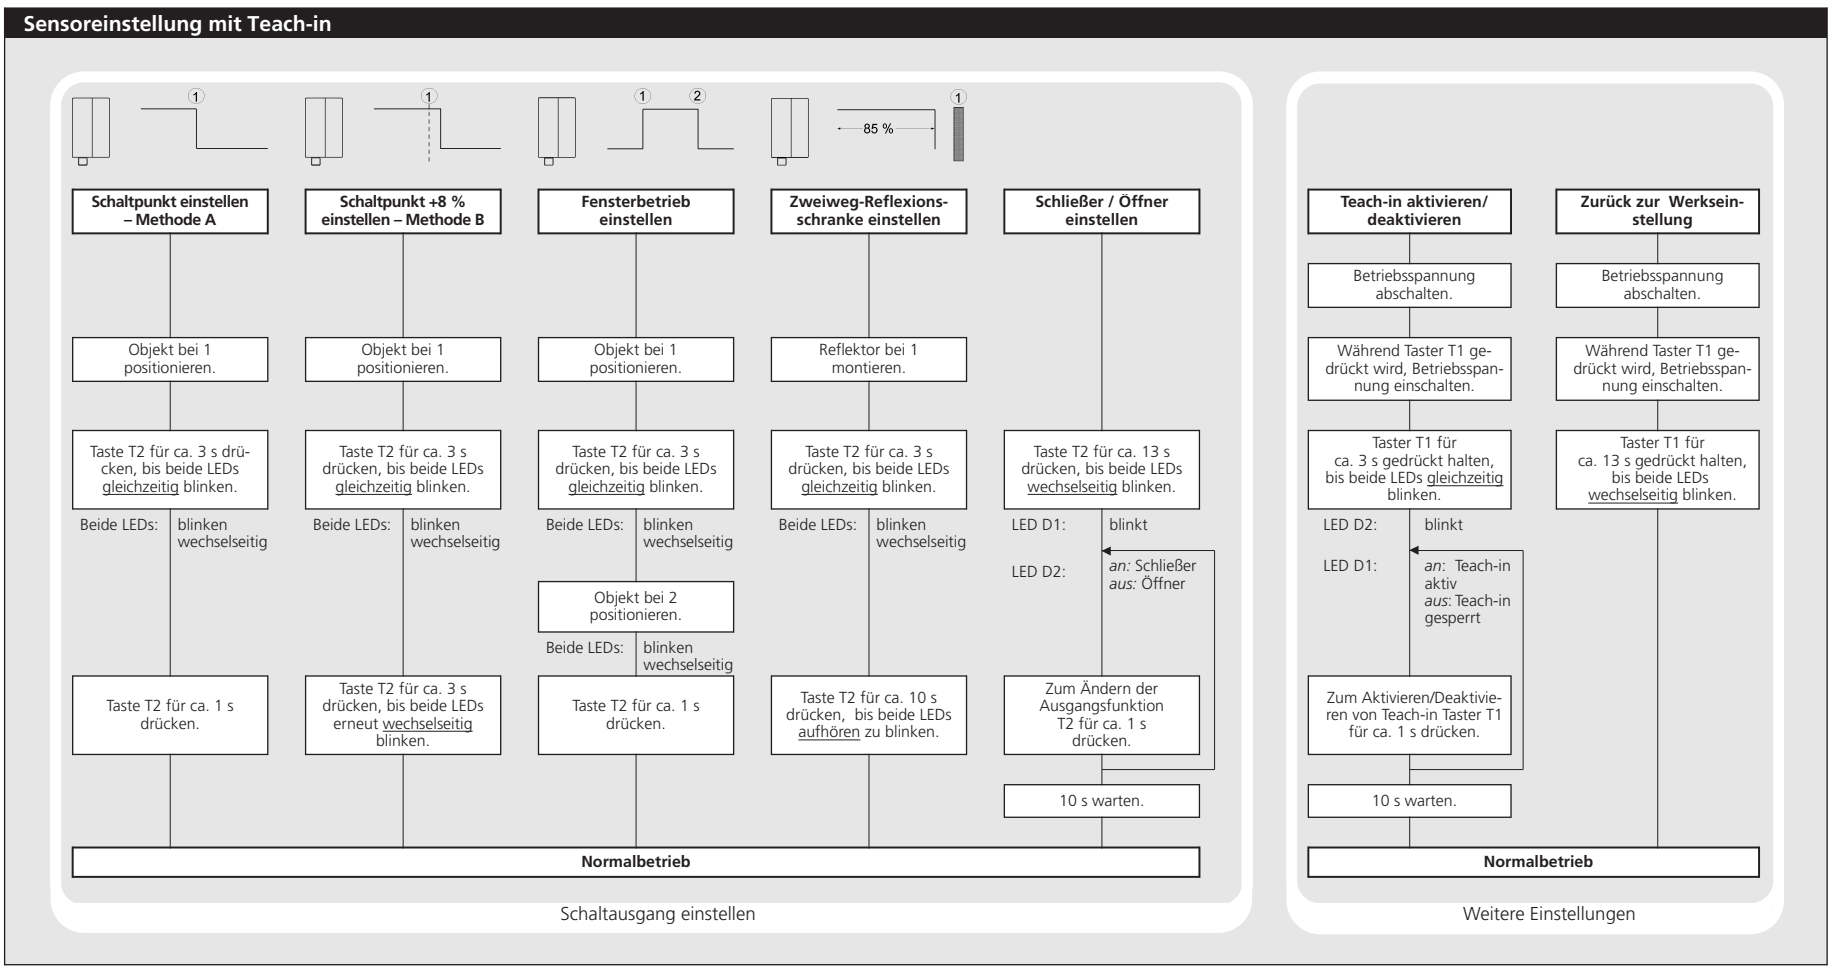 Sensoreinstellung mit Teach-in
1
Schaltpunkt einstellen
– Methode A
Objekt bei 1
positionieren.
Taste T2 für ca. 3 s drü-
cken, bis beide LEDs
gleichzeitig blinken.
Beide LEDs: blinken
wechselseitig
Taste T2 für ca. 1 s
drücken.
1
Schaltpunkt +8 %
einstellen – Methode B
Objekt bei 1
positionieren.
Taste T2 für ca. 3 s
drücken, bis beide LEDs
gleichzeitig blinken.
Beide LEDs: blinken
wechselseitig
Taste T2 für ca. 3 s
drücken, bis beide LEDs
erneut wechselseitig
blinken.
1 2
Fensterbetrieb
einstellen
Objekt bei 1
positionieren.
Taste T2 für ca. 3 s
drücken, bis beide LEDs
gleichzeitig blinken.
Beide LEDs: blinken
wechselseitig
Objekt bei 2
positionieren.
Beide LEDs: blinken
wechselseitig
Taste T2 für ca. 1 s
drücken.
1
85 %
Zweiweg-Reflexions-
schranke einstellen
Reflektor bei 1
montieren.
Taste T2 für ca. 3 s
drücken, bis beide LEDs
gleichzeitig blinken.
Beide LEDs: blinken
wechselseitig
Taste T2 für ca. 10 s
drücken, bis beide LEDs
aufhören zu blinken.
Schließer / Öffner
einstellen
Taste T2 für ca. 13 s
drücken, bis beide LEDs
wechselseitig blinken.
LED D1: blinkt
LED D2: an: Schließer
aus: Öffner
Zum Ändern der
Ausgangsfunktion
T2 für ca. 1 s
drücken.
10 s warten.
Normalbetrieb
Schaltausgang einstellen
Teach-in aktivieren/
deaktivieren
Betriebsspannung
abschalten.
Während Taster T1 ge-
drückt wird, Betriebsspan-
nung einschalten.
Taster T1 für
ca. 3 s gedrückt halten,
bis beide LEDs gleichzeitig
blinken.
LED D2: blinkt
LED D1: an: Teach-in
aktiv
aus: Teach-in
gesperrt
Zum Aktivieren/Deaktivie-
ren von Teach-in Taster T1
für ca. 1 s drücken.
10 s warten.
Zurück zur Werksein-
stellung
Betriebsspannung
abschalten.
Während Taster T1 ge-
drückt wird, Betriebsspan-
nung einschalten.
Taster T1 für
ca. 13 s gedrückt halten,
bis beide LEDs
wechselseitig blinken.
Normalbetrieb
Weitere Einstellungen